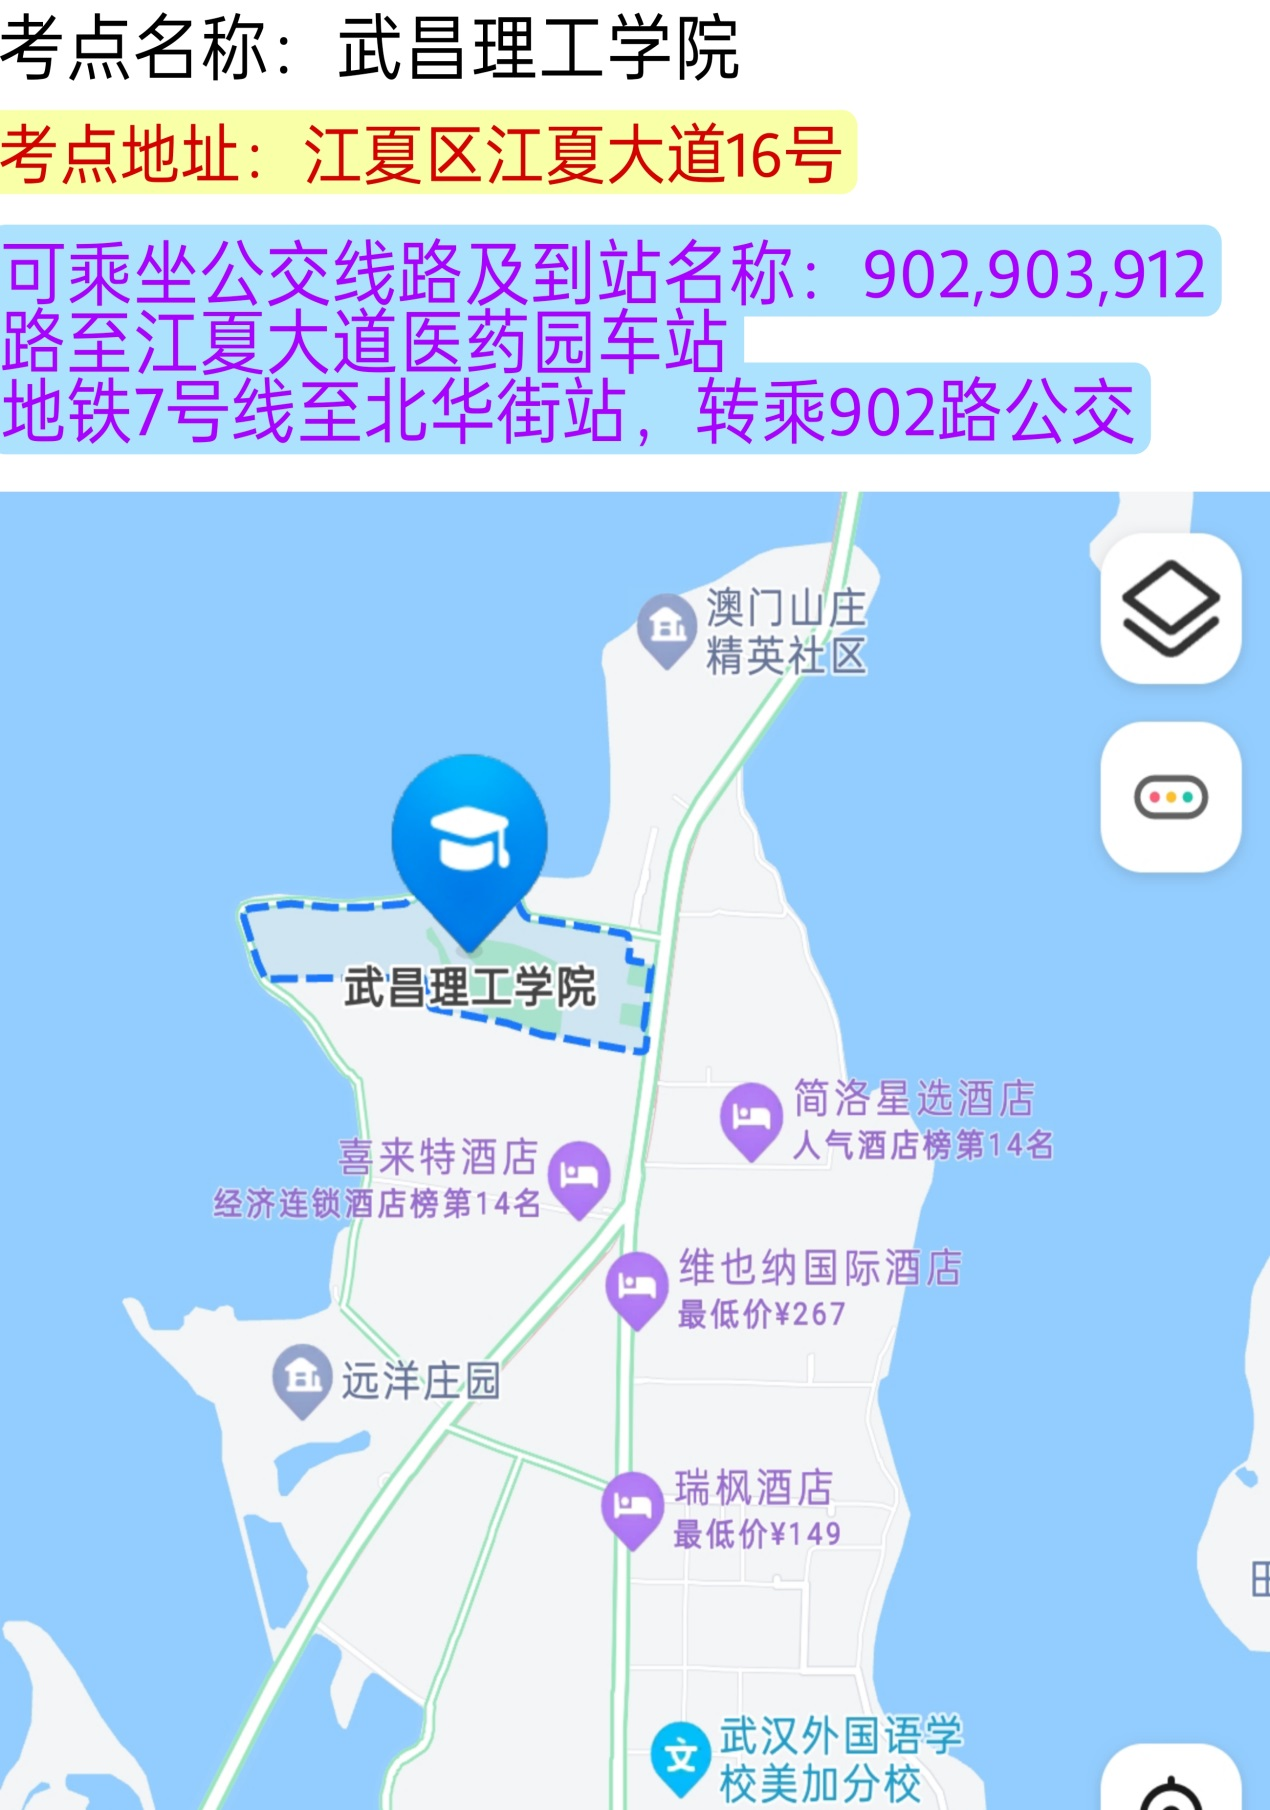 考点名称：武昌理工学院
考点地址：江夏区江夏大道16号
可乘坐公交线路及到站名称：902,903,912
路至江夏大道医药园车站
地铁7号线至北华街站，转乘902路公交
澳门山庄
精英社区
武昌理工学院
简洛星选酒店
人气酒店榜第14名
喜来特酒店
经济连锁酒店榜第14名
维也纳国际酒店
最低价¥267
远洋庄园
瑞枫酒店
最低价¥149
文
武汉外国语学
校美加分校